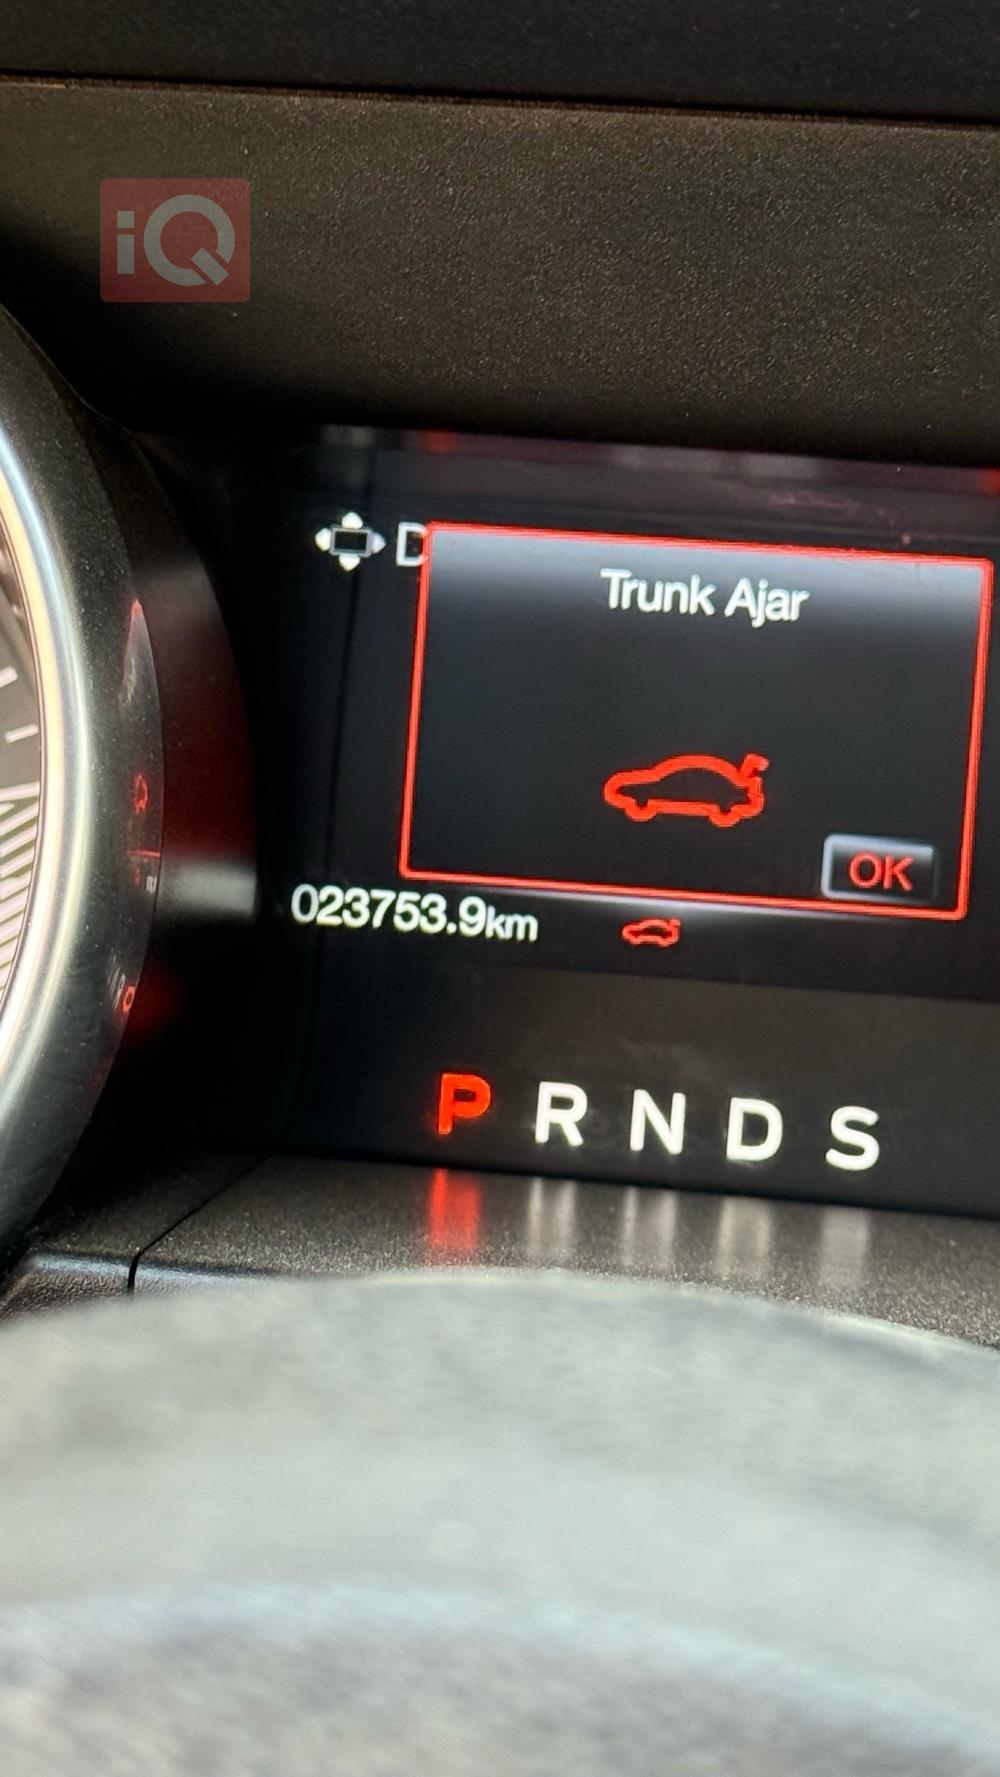 iQ
D
Trunk Ajar
OK
023753.9km
P R N D S